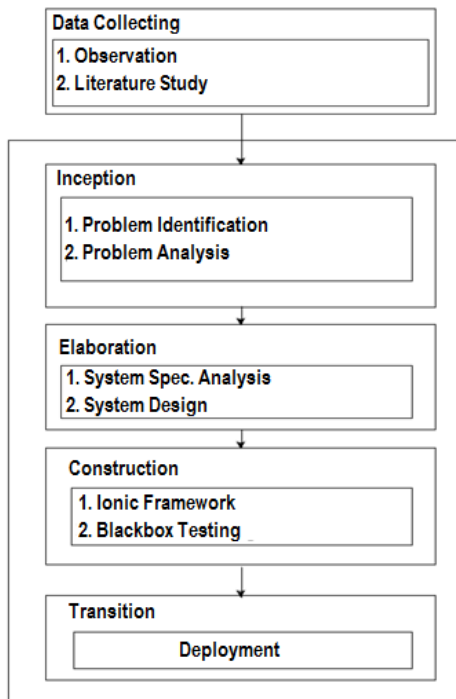 Data Collecting
1. Observation
2. Literature Study
Inception
1. Problem Identification
2. Problem Analysis
Elaboration
1. System Spec. Analysis
2. System Design
Construction
1. Ionic Framework
2. Blackbox Testing
Transition
Deployment